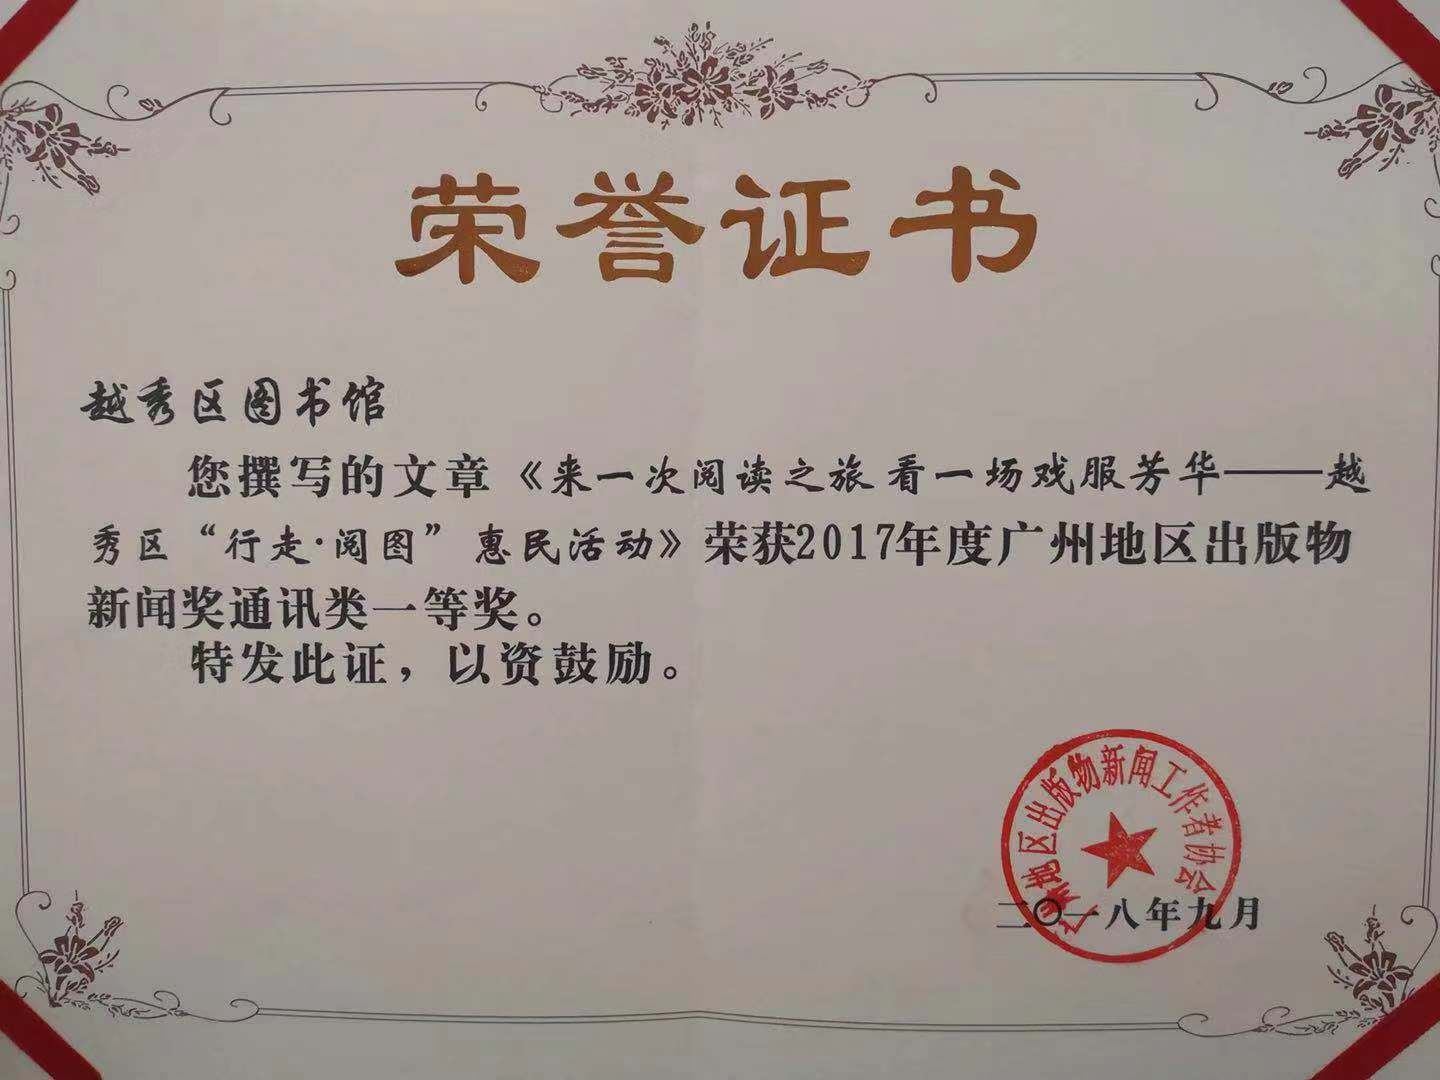 荣誉证书
越秀区图书馆
您撰写的文章《来一次阅读之旅 看一场戏服芳华——越
秀区“行走·阅图”惠民活动》荣获2017年度广州地区出版物
新闻奖通讯类一等奖。
特发此证，以资鼓励。
地区出版物新闻工作者协会
二〇一八年九月